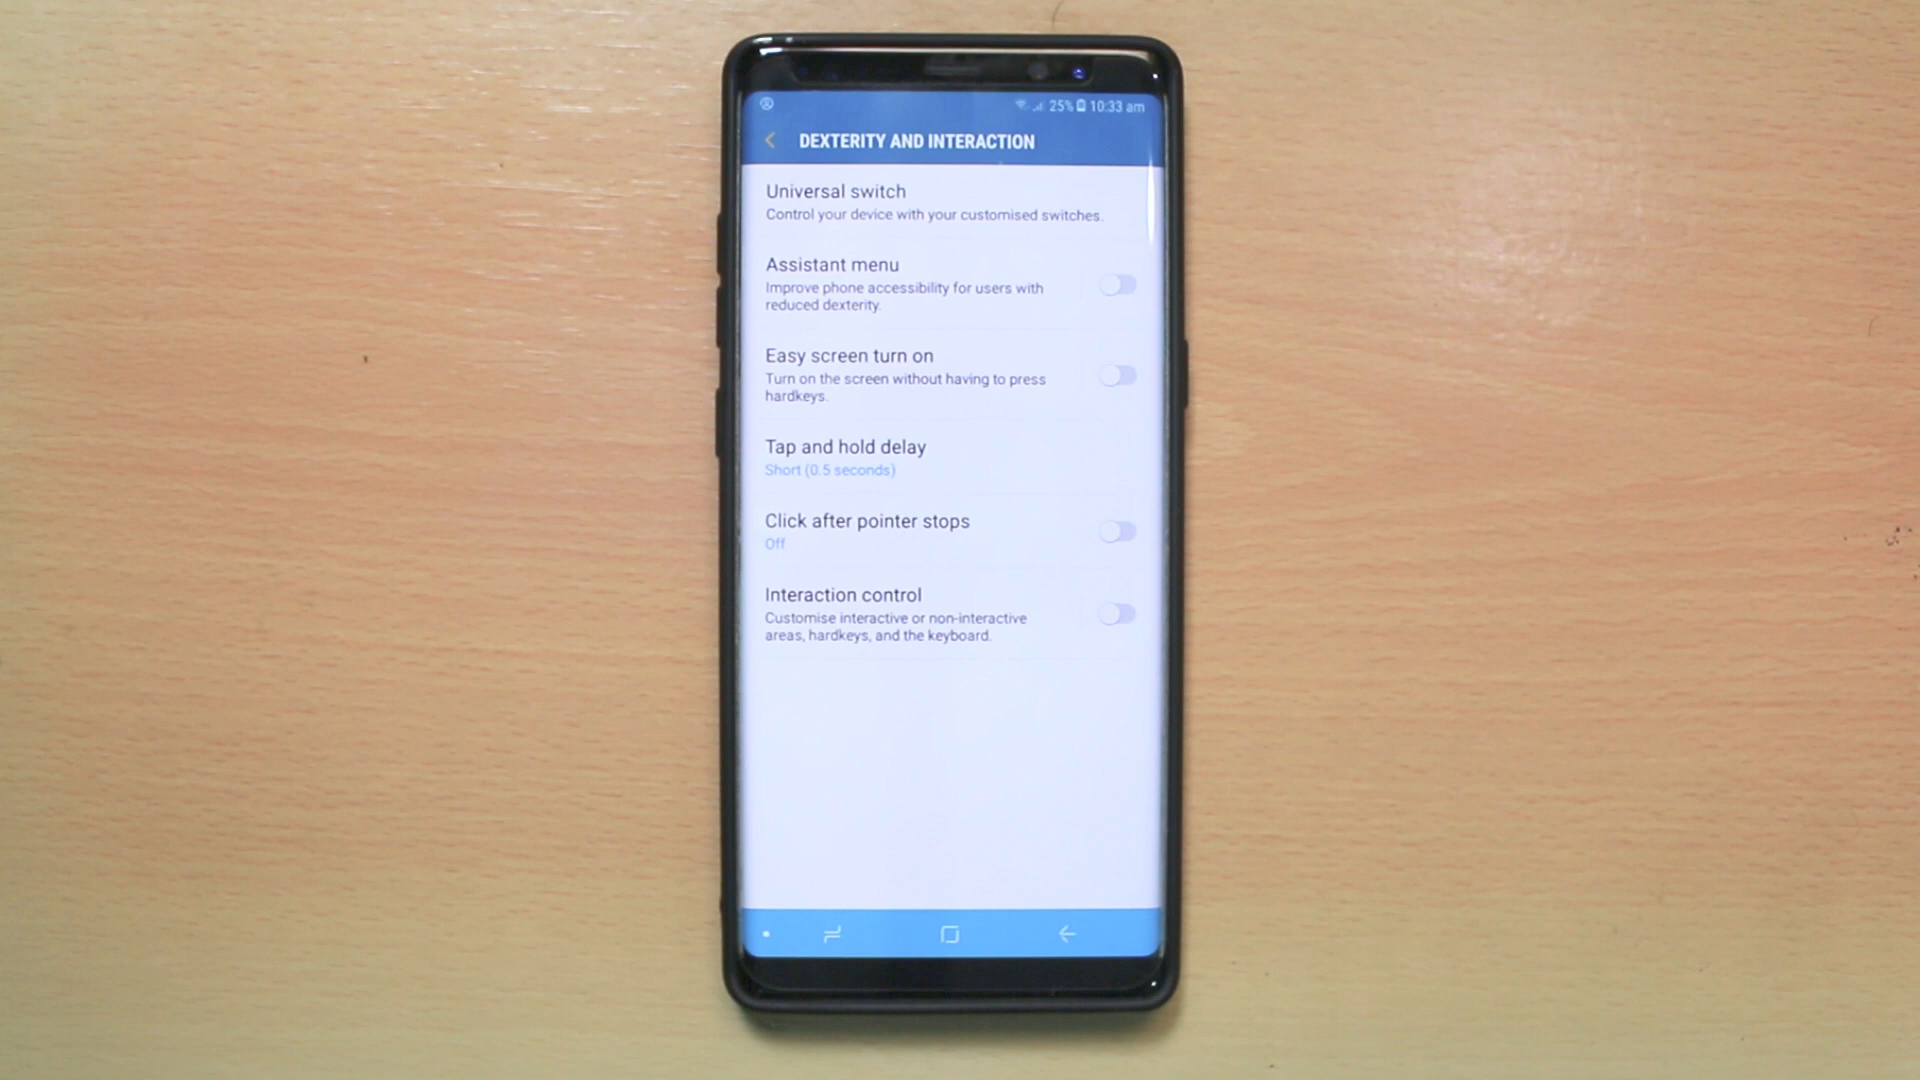 25% 10:33 am
DEXTERITY AND INTERACTION
Universal switch
Control your device with your customised switches.
Assistant menu
Improve phone accessibility for users with
reduced dexterity.
Easy screen turn on
Turn on the screen without having to press
hardkeys.
Tap and hold delay
Short (0.5 seconds)
Click after pointer stops
Off
Interaction control
Customise interactive or non-interactive
areas, hardkeys, and the keyboard.